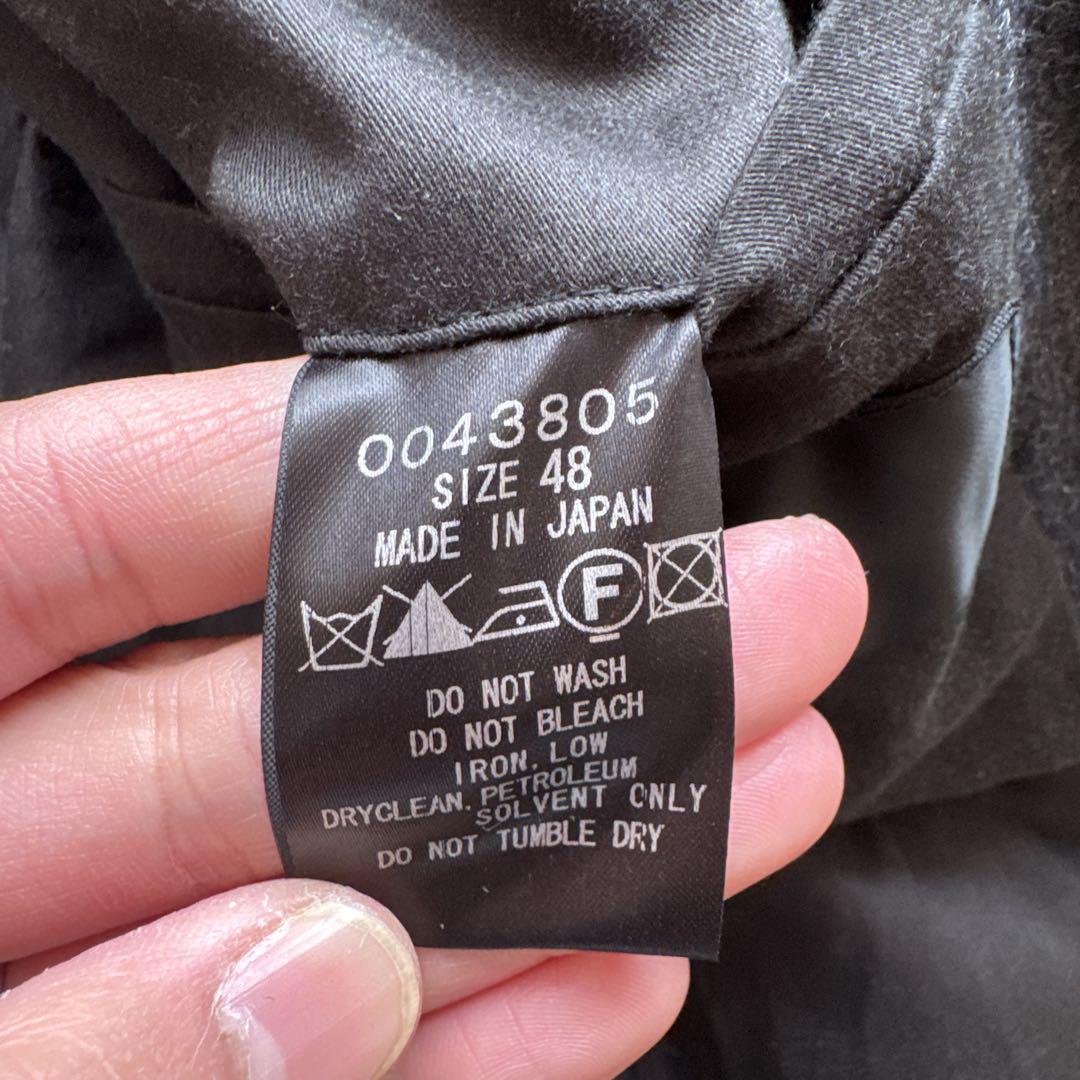 0043805
SIZE 48
MADE IN JAPAN
F
DO NOT WASH
DO NOT BLEACH
IRON, LOW
DRYCLEAN, PETROLEUM
SOLVENT ONLY
DO NOT TUMBLE DRY